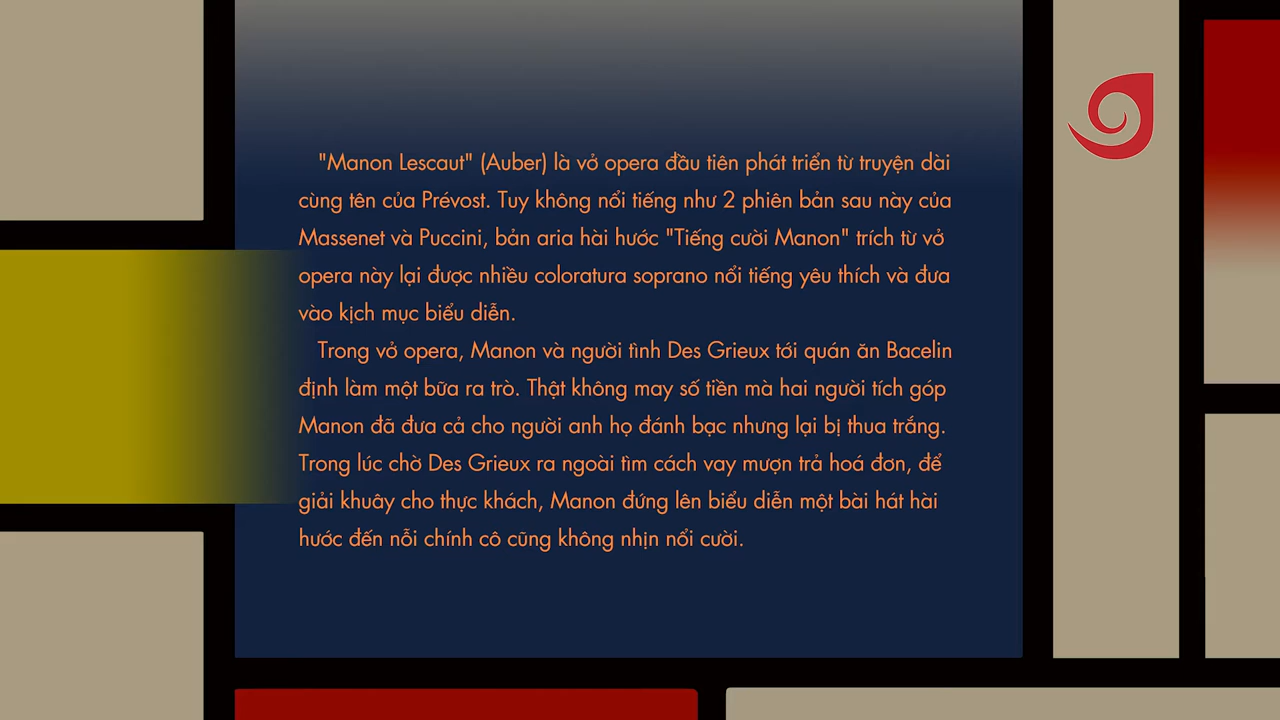 "Manon Lescaut" (Auber) là vở opera đầu tiên phát triển từ truyện dài
cùng tên của Prévost. Tuy không nổi tiếng như 2 phiên bản sau này của
Massenet và Puccini, bản aria hài hước "Tiếng cười Manon" trích từ vở
opera này lại được nhiều coloratura soprano nổi tiếng yêu thích và đưa
vào kịch mục biểu diễn.
Trong vở opera, Manon và người tình Des Grieux tới quán ăn Bacelin
định làm một bữa ra trò. Thật không may số tiền mà hai người tích góp
Manon đã đưa cả cho người anh họ đánh bạc nhưng lại bị thua trắng.
Trong lúc chờ Des Grieux ra ngoài tìm cách vay mượn trả hoá đơn, để
giải khuây cho thực khách, Manon đứng lên biểu diễn một bài hát hài
hước đến nỗi chính cô cũng không nhịn nổi cười.